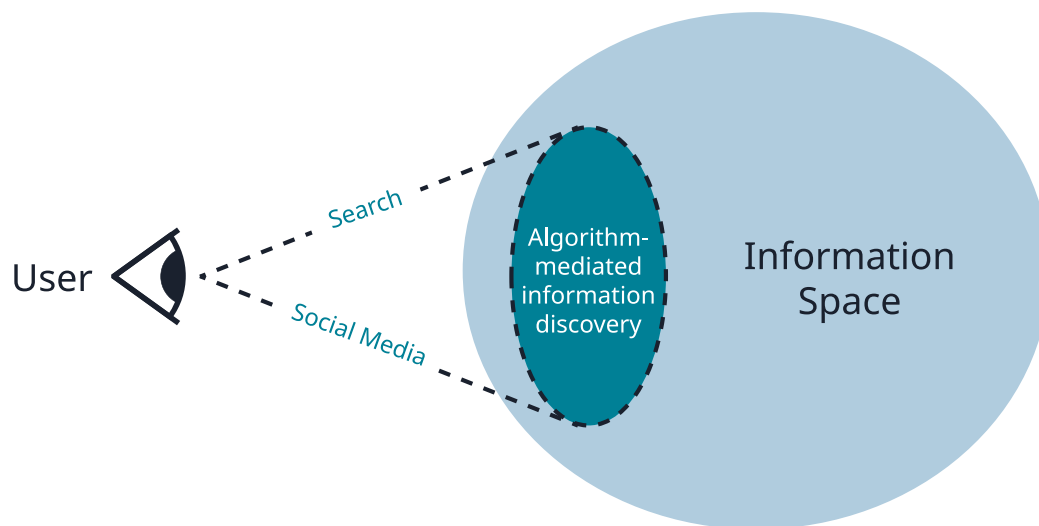 Search
User
Social Media
Algorithm-
mediated
information
discovery
Information
Space